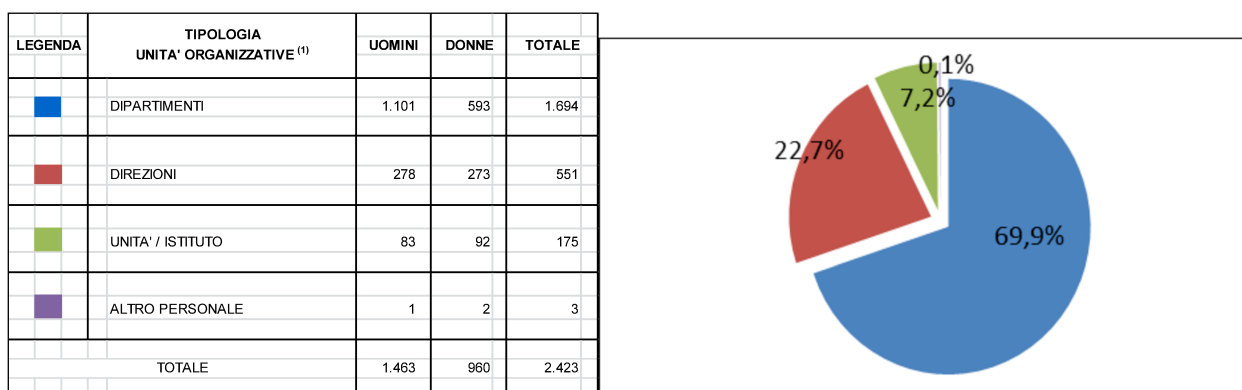 LEGENDA TIPOLOGIA UNITA' ORGANIZZATIVE (1) UOMINI DONNE TOTALE
DIPARTIMENTI 1.101 593 1.694
DIREZIONI 278 273 551
UNITA' / ISTITUTO 83 92 175
ALTRO PERSONALE 1 2 3
TOTALE 1.463 960 2.423
0,1%
7,2%
22,7%
69,9%